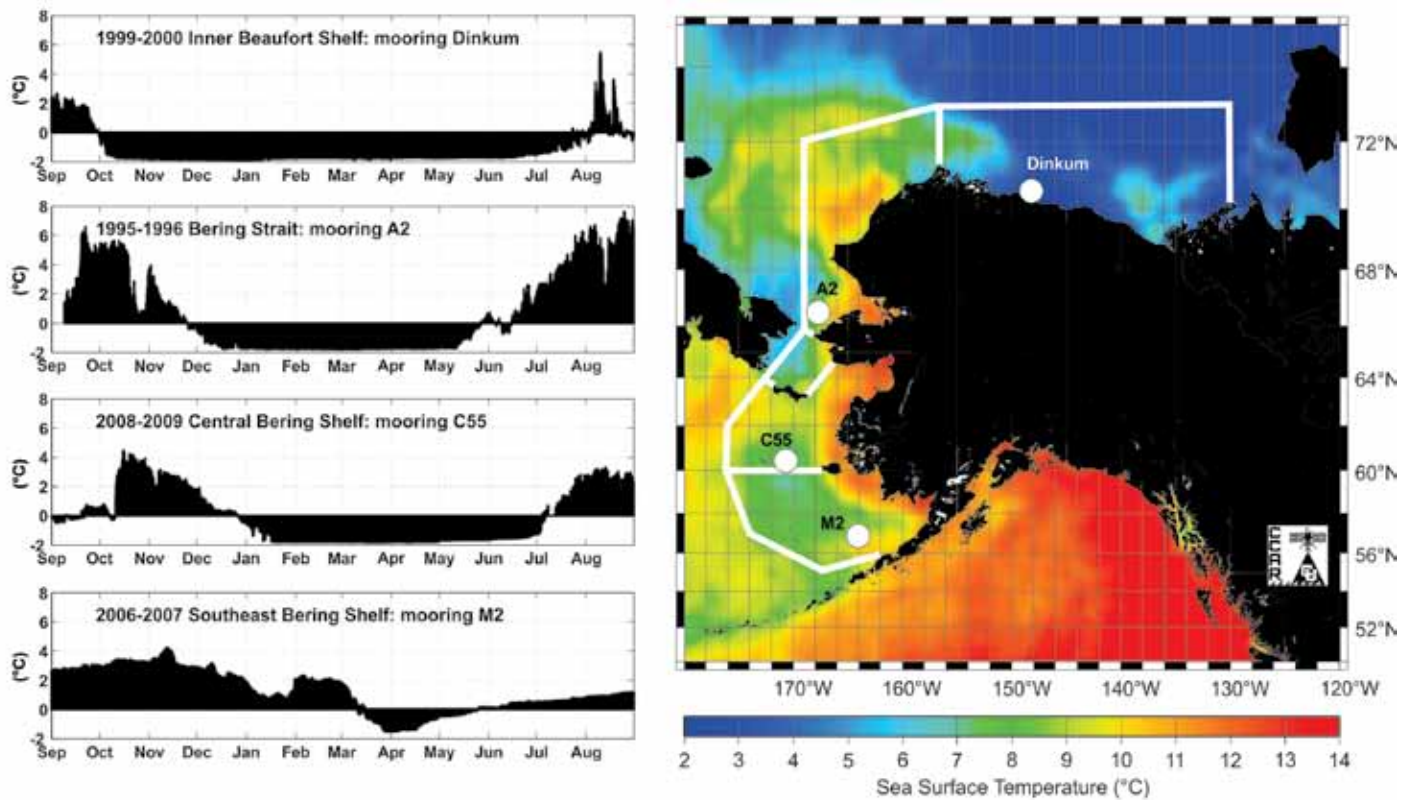 8
6
4
2
0
-2
(°C)
1999-2000 Inner Beaufort Shelf: mooring Dinkum
Sep Oct Nov Dec Jan Feb Mar Apr May Jun Jul Aug
8
6
4
2
0
-2
(°C)
1995-1996 Bering Strait: mooring A2
Sep Oct Nov Dec Jan Feb Mar Apr May Jun Jul Aug
8
6
4
2
0
-2
(°C)
2008-2009 Central Bering Shelf: mooring C55
Sep Oct Nov Dec Jan Feb Mar Apr May Jun Jul Aug
8
6
4
2
0
-2
(°C)
2006-2007 Southeast Bering Shelf: mooring M2
Sep Oct Nov Dec Jan Feb Mar Apr May Jun Jul Aug
Dinkum
A2
C55
M2
72°N
68°N
64°N
60°N
56°N
52°N
170°W 160°W 150°W 140°W 130°W 120°W
2 3 4 5 6 7 8 9 10 11 12 13 14
Sea Surface Temperature (°C)